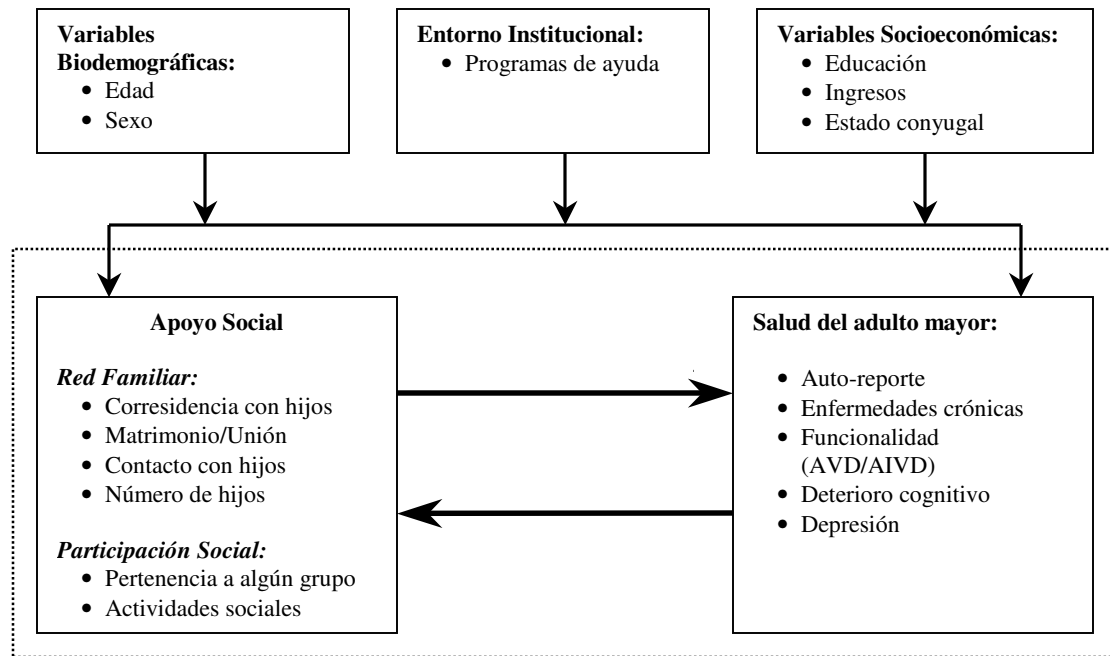 Variables
Biodemográficas:
• Edad
• Sexo
Entorno Institucional:
• Programas de ayuda
Variables Socioeconómicas:
• Educación
• Ingresos
• Estado conyugal
Apoyo Social
Red Familiar:
• Corresidencia con hijos
• Matrimonio/Unión
• Contacto con hijos
• Número de hijos
Participación Social:
• Pertenencia a algún grupo
• Actividades sociales
Salud del adulto mayor:
• Auto-reporte
• Enfermedades crónicas
• Funcionalidad
(AVD/AIVD)
• Deterioro cognitivo
• Depresión